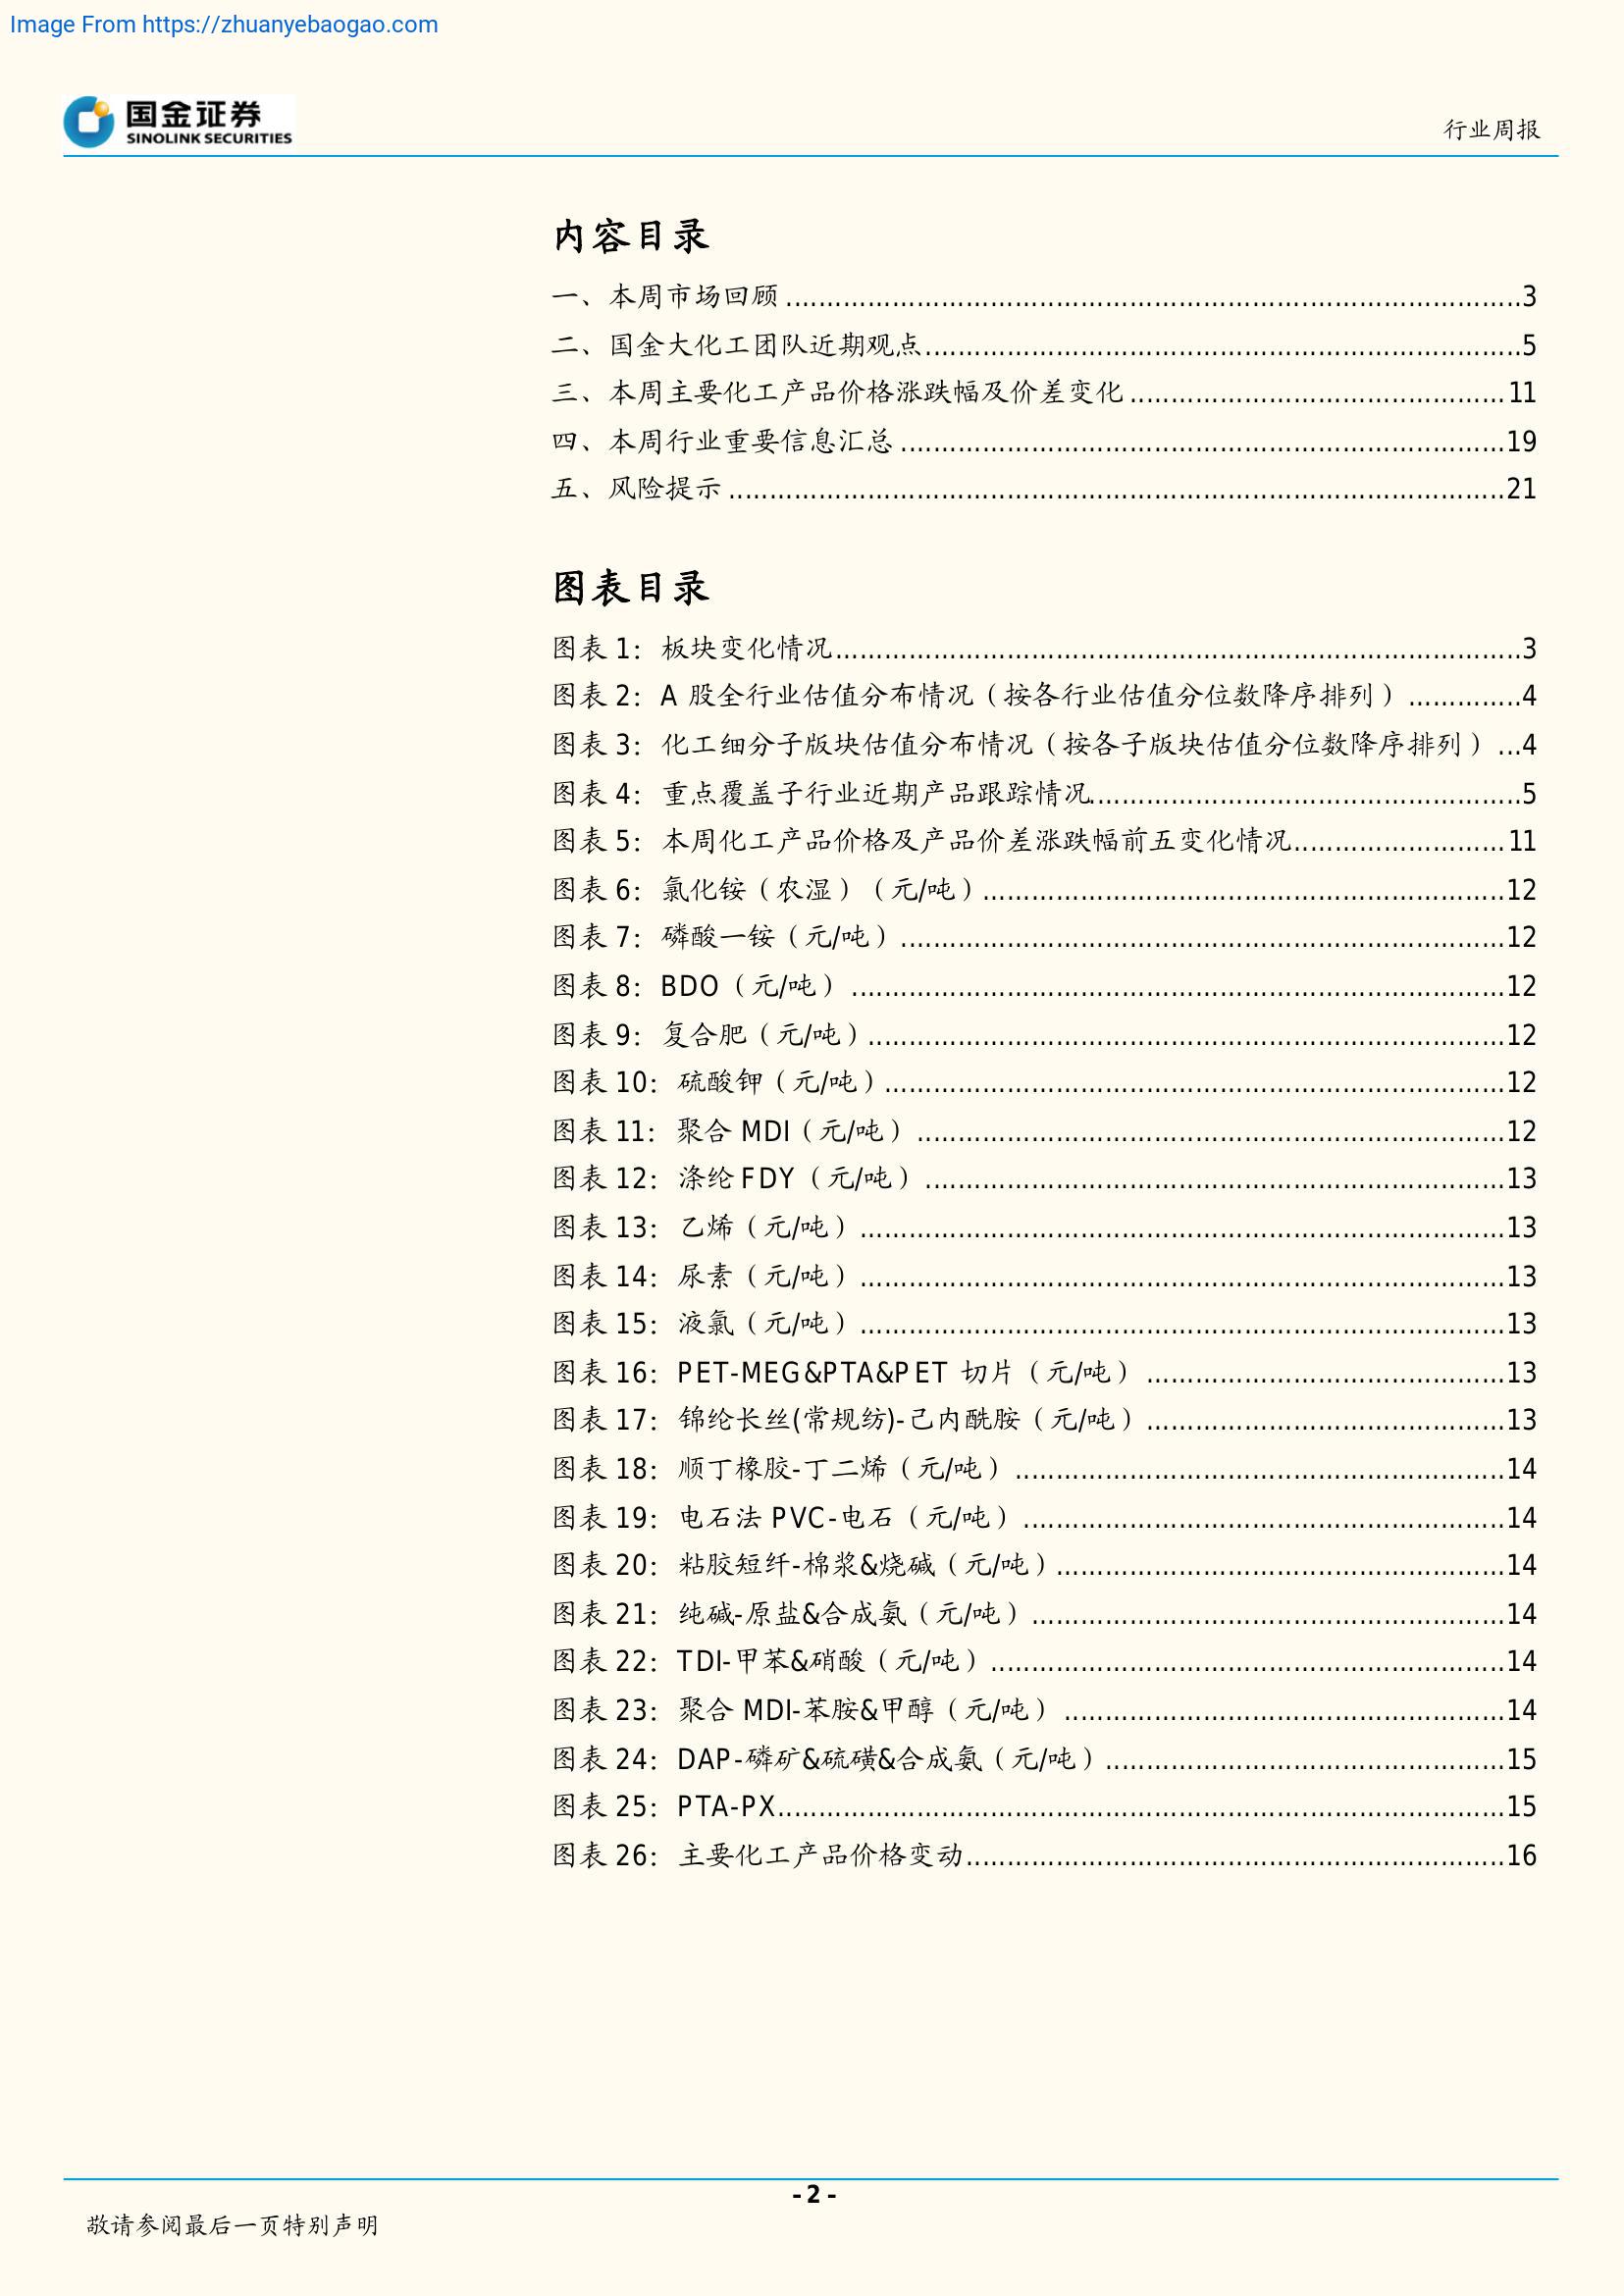 Image From https://zhuanyebaogao.com
国金证券
SINOLINK SECURITIES
行业周报
内容目录
一、本周市场回顾 ........................................ 3
二、国金大化工团队近期观点 ........................................ 5
三、本周主要化工产品价格涨跌幅及价差变化 ........................................ 11
四、本周行业重要信息汇总 ........................................ 19
五、风险提示 ........................................ 21
图表目录
图表 1：板块变化情况 ........................................ 3
图表 2：A 股全行业估值分布情况（按各行业估值分位数降序排列） .............. 4
图表 3：化工细分子版块估值分布情况（按各子版块估值分位数降序排列） ... 4
图表 4：重点覆盖子行业近期产品跟踪情况 ........................................ 5
图表 5：本周化工产品价格及产品价差涨跌幅前五变化情况 .......................... 11
图表 6：氯化铵（农湿）（元/吨） ........................................ 12
图表 7：磷酸一铵（元/吨） ........................................ 12
图表 8：BDO（元/吨） ........................................ 12
图表 9：复合肥（元/吨） ........................................ 12
图表 10：硫酸钾（元/吨） ........................................ 12
图表 11：聚合 MDI（元/吨） ........................................ 12
图表 12：涤纶 FDY（元/吨） ........................................ 13
图表 13：乙烯（元/吨） ........................................ 13
图表 14：尿素（元/吨） ........................................ 13
图表 15：液氯（元/吨） ........................................ 13
图表 16：PET-MEG&PTA&PET 切片（元/吨） ........................................ 13
图表 17：锦纶长丝(常规纺)-己内酰胺（元/吨） ........................................ 13
图表 18：顺丁橡胶-丁二烯（元/吨） ........................................ 14
图表 19：电石法 PVC-电石（元/吨） ........................................ 14
图表 20：粘胶短纤-棉浆&烧碱（元/吨） ........................................ 14
图表 21：纯碱-原盐&合成氨（元/吨） ........................................ 14
图表 22：TDI-甲苯&硝酸（元/吨） ........................................ 14
图表 23：聚合 MDI-苯胺&甲醇（元/吨） ........................................ 14
图表 24：DAP-磷矿&硫磺&合成氨（元/吨） ........................................ 15
图表 25：PTA-PX ........................................ 15
图表 26：主要化工产品价格变动 ........................................ 16
- 2 -
敬请参阅最后一页特别声明